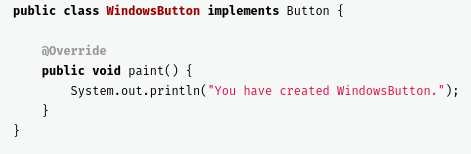 public class WindowsButton implements Button {
@Override
public void paint() {
System.out.println("You have created WindowsButton.");
}
}